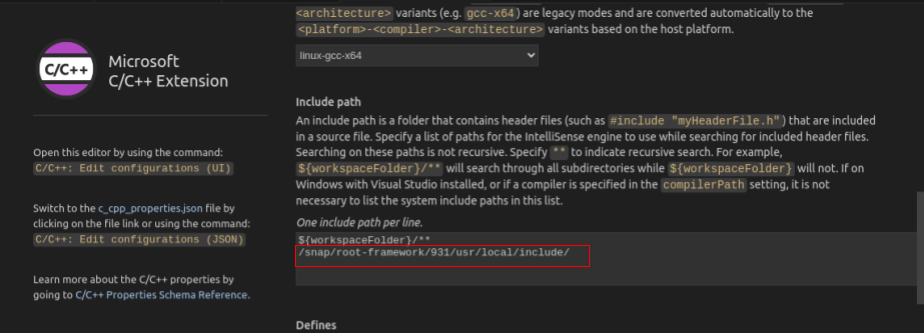 <architecture> variants (e.g. gcc-x64) are legacy modes and are converted automatically to the
<platform>-<compiler>-<architecture> variants based on the host platform.
linux-gcc-x64
C/C++
Microsoft
C/C++ Extension
Open this editor by using the command:
C/C++: Edit configurations (UI)
Switch to the c_cpp_properties.json file by
clicking on the file link or using the command:
C/C++: Edit configurations (JSON)
Learn more about the C/C++ properties by
going to C/C++ Properties Schema Reference.
Include path
An include path is a folder that contains header files (such as #include "myHeaderFile.h") that are included
in a source file. Specify a list of paths for the IntelliSense engine to use while searching for included header files.
Searching on these paths is not recursive. Specify ** to indicate recursive search. For example,
${workspaceFolder}/** will search through all subdirectories while ${workspaceFolder} will not. If on
Windows with Visual Studio installed, or if a compiler is specified in the compilerPath setting, it is not
necessary to list the system include paths in this list.
One include path per line.
${workspaceFolder}/**
/snap/root-framework/931/usr/local/include/
Defines